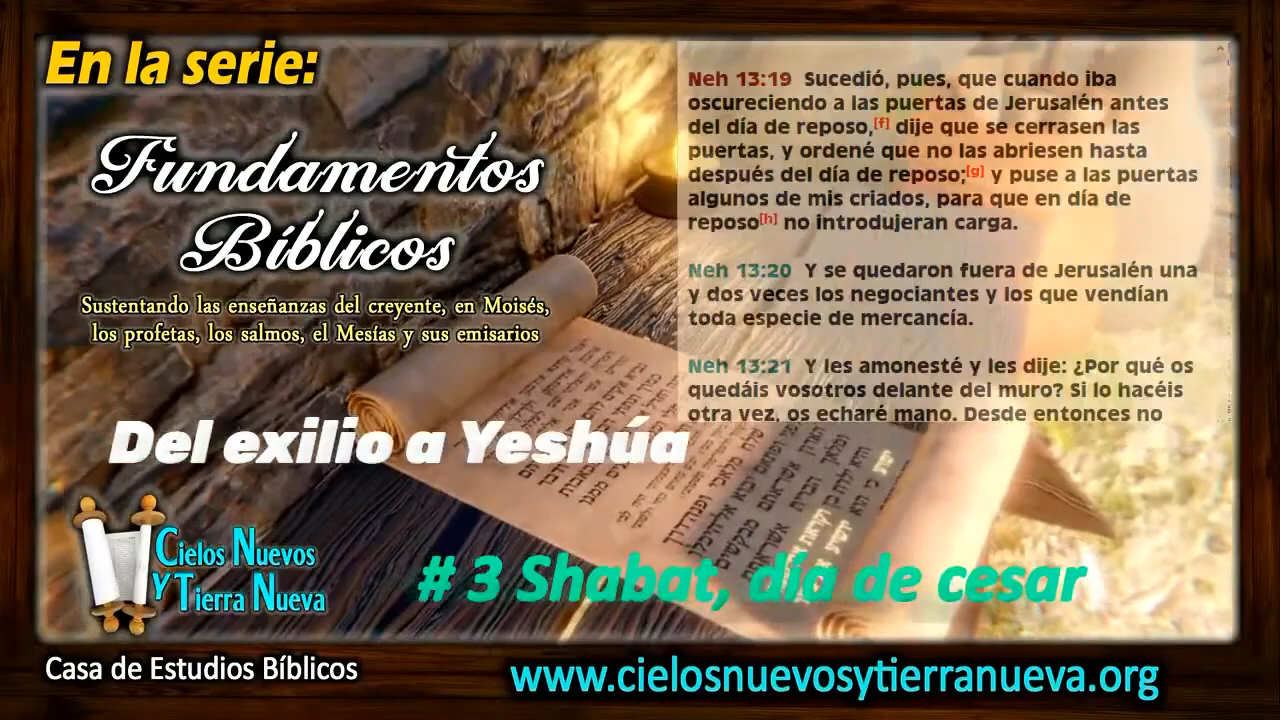 En la serie:
Fundamentos
Bíblicos
Sustentando las enseñanzas del creyente, en Moisés,
los profetas, los salmos, el Mesías y sus emisarios
Neh 13:19 Sucedió, pues, que cuando iba
oscureciendo a las puertas de Jerusalén antes
del día de reposo,[f] dije que se cerrasen las
puertas, y ordené que no las abriesen hasta
después del día de reposo;[g] y puse a las puertas
algunos de mis criados, para que en día de
reposo[h] no introdujeran carga.
Neh 13:20 Y se quedaron fuera de Jerusalén una
y dos veces los negociantes y los que vendían
toda especie de mercancía.
Neh 13:21 Y les amonesté y les dije: ¿Por qué os
quedáis vosotros delante del muro? Si lo hacéis
otra vez, os echaré mano. Desde entonces no
Del exilio a Yeshúa
Cielos Nuevos
Y Tierra Nueva
# 3 Shabat, día de cesar
Casa de Estudios Bíblicos
www.cielosnuevosytierranueva.org